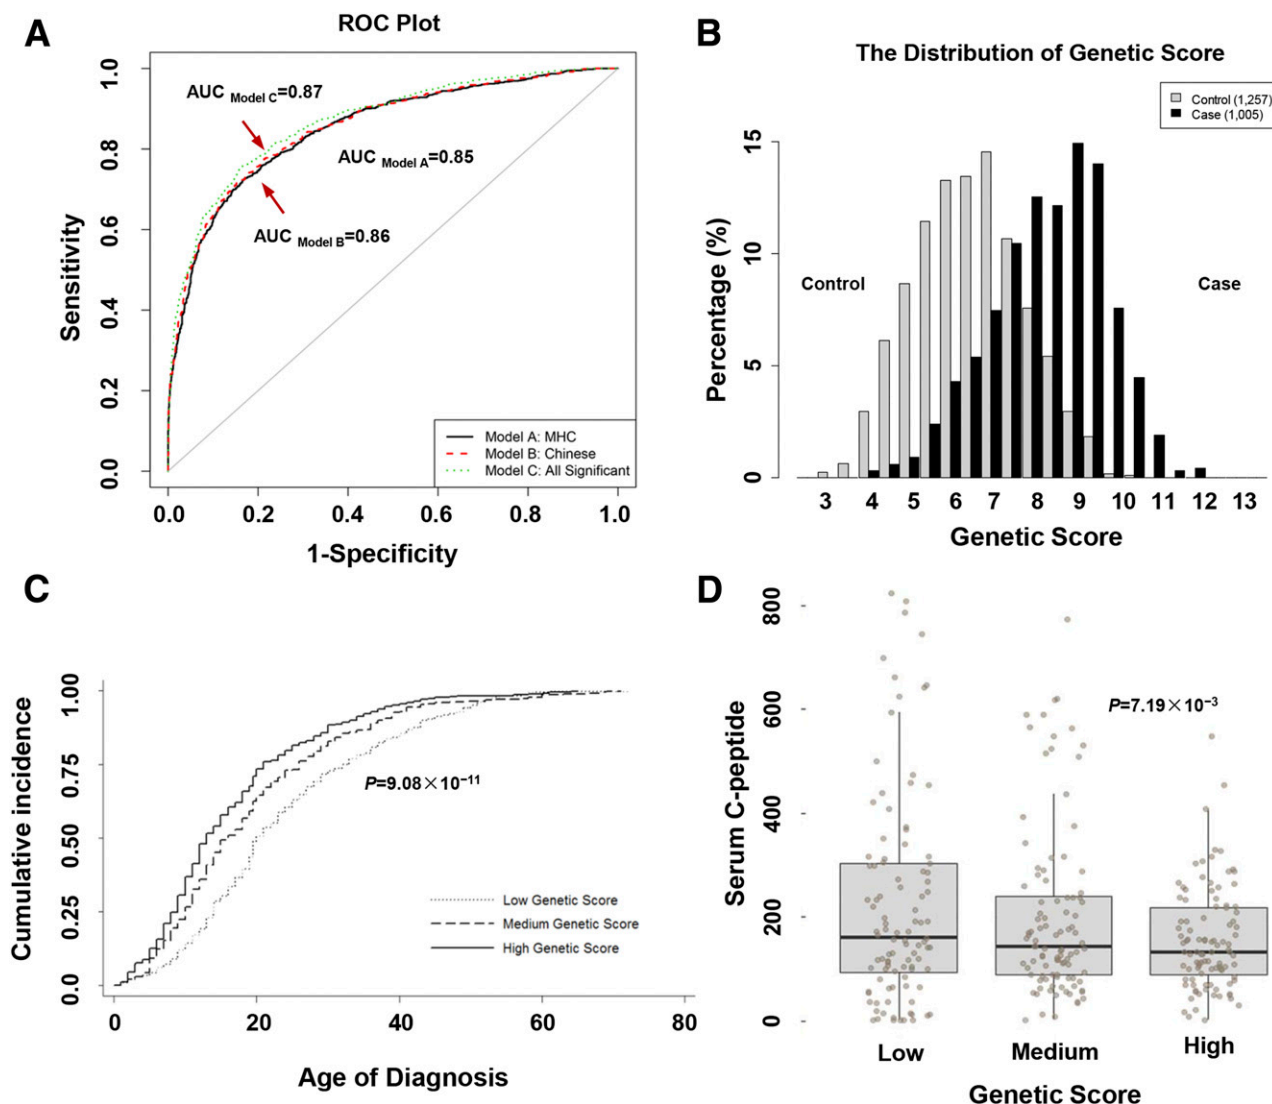 A
ROC Plot
AUC Model C=0.87
AUC Model A=0.85
AUC Model B=0.86
Sensitivity
0.0 0.2 0.4 0.6 0.8 1.0
Model A: MHC
Model B: Chinese
Model C: All Significant
0.0 0.2 0.4 0.6 0.8 1.0
1-Specificity
B
The Distribution of Genetic Score
Control (1,257)
Case (1,005)
Percentage (%)
0 5 10 15
Control
Case
3 4 5 6 7 8 9 10 11 12 13
Genetic Score
C
Cumulative incidence
0.00 0.25 0.50 0.75 1.00
P=9.08×10⁻¹¹
Low Genetic Score
Medium Genetic Score
High Genetic Score
0 20 40 60 80
Age of Diagnosis
D
Serum C-peptide
0 200 400 600 800
P=7.19×10⁻³
Low Medium High
Genetic Score